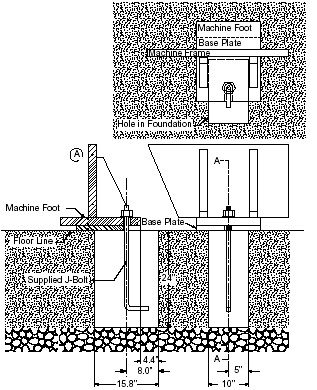 Machine Foot
Base Plate
Machine Frame
Hole in Foundation
A
A
Machine Foot
Base Plate
Floor Line
Supplied J-Bolt
24"
4.4"
8.0"
15.8"
A
5"
10"